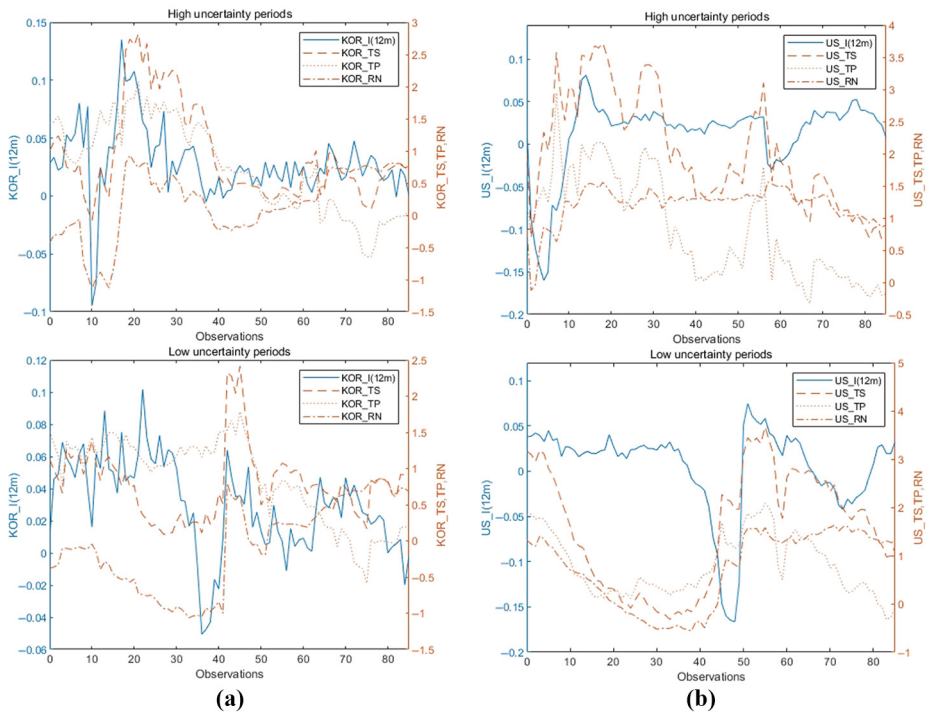 High uncertainty periods
0.15
0.1
0.05
0
−0.05
−0.1
KOR_I(12m)
3
2.5
2
1.5
1
0.5
0
−0.5
−1
−1.5
KOR_TS,TP,RN
KOR_I(12m)
KOR_TS
KOR_TP
KOR_RN
0 10 20 30 40 50 60 70 80
Observations
High uncertainty periods
0.1
0.05
0
−0.05
−0.1
−0.15
−0.2
US_I(12m)
4
3.5
3
2.5
2
1.5
1
0.5
0
−0.5
US_TS,TP,RN
US_I(12m)
US_TS
US_TP
US_RN
0 10 20 30 40 50 60 70 80
Observations
Low uncertainty periods
0.12
0.1
0.08
0.06
0.04
0.02
0
−0.02
−0.04
−0.06
KOR_I(12m)
2.5
2
1.5
1
0.5
0
−0.5
−1
−1.5
KOR_TS,TP,RN
KOR_I(12m)
KOR_TS
KOR_TP
KOR_RN
0 10 20 30 40 50 60 70 80
Observations
Low uncertainty periods
0.1
0.05
0
−0.05
−0.1
−0.15
−0.2
US_I(12m)
5
4
3
2
1
0
−1
US_TS,TP,RN
US_I(12m)
US_TS
US_TP
US_RN
0 10 20 30 40 50 60 70 80
Observations
(a)
(b)